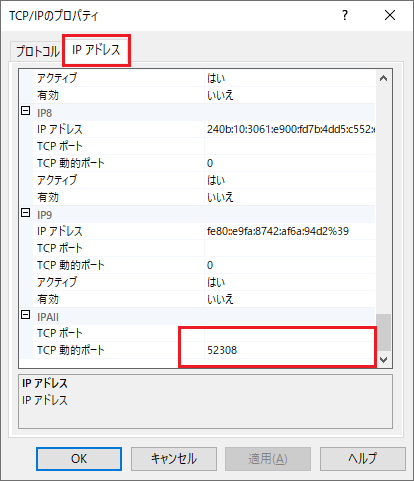 TCP/IPのプロパティ
プロトコル IP アドレス
アクティブ はい
有効 いいえ
IP8
IP アドレス 240b:10:3061:e900:fd7b:4dd5:c552:
TCP ポート
TCP 動的ポート 0
アクティブ はい
有効 いいえ
IP9
IP アドレス fe80:e9fa:8742:af6a:94d2%39
TCP ポート
TCP 動的ポート 0
アクティブ はい
有効 いいえ
IPAll
TCP ポート
TCP 動的ポート 52308
IP アドレス
IP アドレス
OK キャンセル 適用(A) ヘルプ